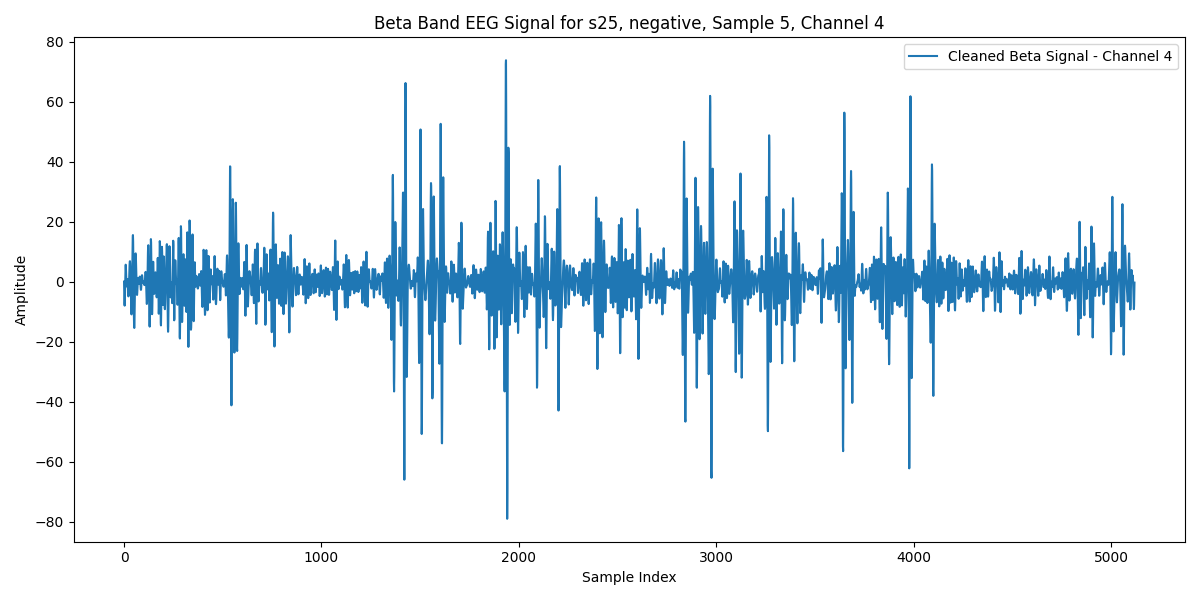 Beta Band EEG Signal for s25, negative, Sample 5, Channel 4
Cleaned Beta Signal - Channel 4
80
60
40
20
0
−20
−40
−60
−80
Amplitude
0 1000 2000 3000 4000 5000
Sample Index